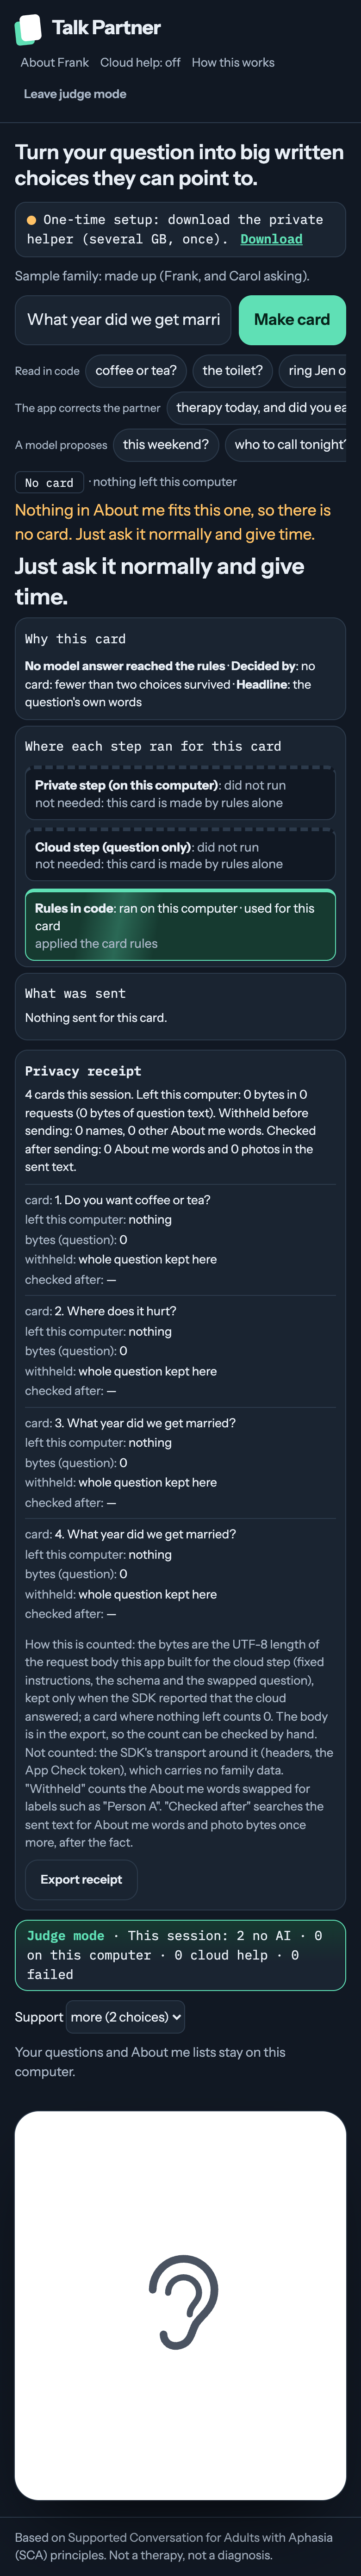 Talk Partner
About Frank Cloud help: off How this works
Leave judge mode
Turn your question into big written
choices they can point to.
One-time setup: download the private
helper (several GB, once). Download
Sample family: made up (Frank, and Carol asking).
What year did we get marri
Make card
Read in code coffee or tea? the toilet? ring Jen o
The app corrects the partner therapy today, and did you ea
A model proposes this weekend? who to call tonight?
No card · nothing left this computer
Nothing in About me fits this one, so there is
no card. Just ask it normally and give time.
Just ask it normally and give
time.
Why this card
No model answer reached the rules · Decided by: no
card: fewer than two choices survived · Headline: the
question's own words
Where each step ran for this card
Private step (on this computer): did not run
not needed: this card is made by rules alone
Cloud step (question only): did not run
not needed: this card is made by rules alone
Rules in code: ran on this computer · used for this
card
applied the card rules
What was sent
Nothing sent for this card.
Privacy receipt
4 cards this session. Left this computer: 0 bytes in 0
requests (0 bytes of question text). Withheld before
sending: 0 names, 0 other About me words. Checked
after sending: 0 About me words and 0 photos in the
sent text.
card: 1. Do you want coffee or tea?
left this computer: nothing
bytes (question): 0
withheld: whole question kept here
checked after: —
card: 2. Where does it hurt?
left this computer: nothing
bytes (question): 0
withheld: whole question kept here
checked after: —
card: 3. What year did we get married?
left this computer: nothing
bytes (question): 0
withheld: whole question kept here
checked after: —
card: 4. What year did we get married?
left this computer: nothing
bytes (question): 0
withheld: whole question kept here
checked after: —
How this is counted: the bytes are the UTF-8 length of
the request body this app built for the cloud step (fixed
instructions, the schema and the swapped question),
kept only when the SDK reported that the cloud
answered; a card where nothing left counts 0. The body
is in the export, so the count can be checked by hand.
Not counted: the SDK's transport around it (headers, the
App Check token), which carries no family data.
"Withheld" counts the About me words swapped for
labels such as "Person A". "Checked after" searches the
sent text for About me words and photo bytes once
more, after the fact.
Export receipt
Judge mode · This session: 2 no AI · 0
on this computer · 0 cloud help · 0
failed
Support more (2 choices)
Your questions and About me lists stay on this
computer.
Based on Supported Conversation for Adults with Aphasia
(SCA) principles. Not a therapy, not a diagnosis.